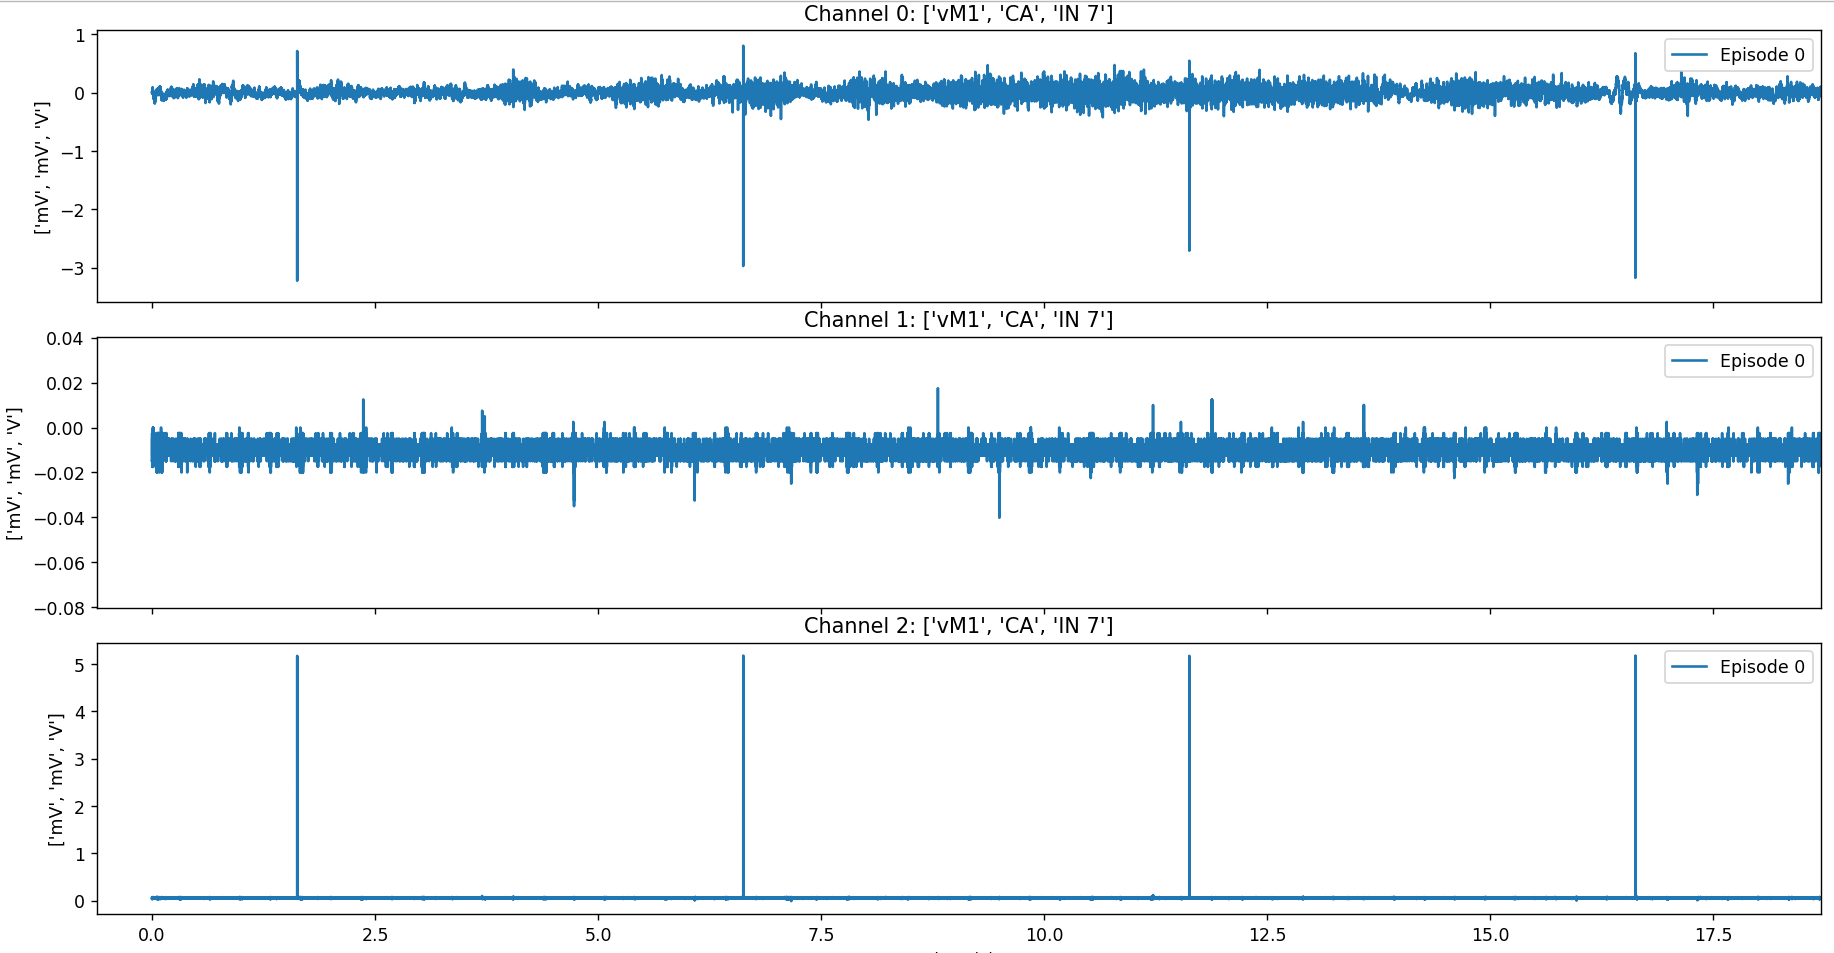 Channel 0: ['vM1', 'CA', 'IN 7']
['mV', 'mV', 'V']
1
0
−1
−2
−3
Episode 0
Channel 1: ['vM1', 'CA', 'IN 7']
['mV', 'mV', 'V']
0.04
0.02
0.00
−0.02
−0.04
−0.06
−0.08
Episode 0
Channel 2: ['vM1', 'CA', 'IN 7']
['mV', 'mV', 'V']
5
4
3
2
1
0
Episode 0
0.0 2.5 5.0 7.5 10.0 12.5 15.0 17.5